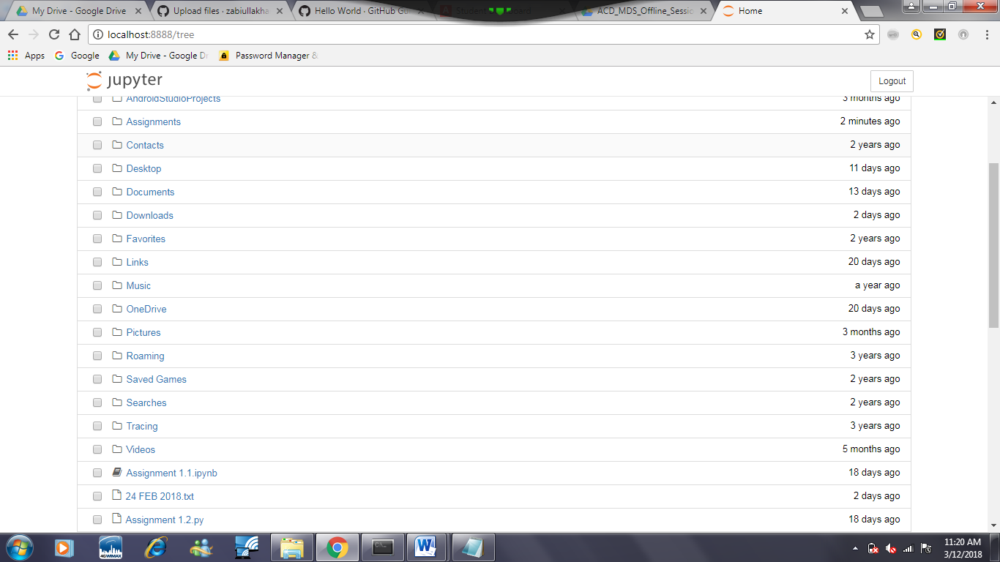 My Drive - Google Drive
Upload files · zabiullakha
Hello World · GitHub Gu
Student
board
ACD_MDS_Offline_Sessio
Home
localhost:8888/tree
Apps
Google
My Drive - Google Dr
Password Manager &
jupyter
Logout
AndroidStudioProjects 3 months ago
Assignments 2 minutes ago
Contacts 2 years ago
Desktop 11 days ago
Documents 13 days ago
Downloads 2 days ago
Favorites 2 years ago
Links 20 days ago
Music a year ago
OneDrive 20 days ago
Pictures 3 months ago
Roaming 3 years ago
Saved Games 2 years ago
Searches 2 years ago
Tracing 3 years ago
Videos 5 months ago
Assignment 1.1.ipynb 18 days ago
24 FEB 2018.txt 2 days ago
Assignment 1.2.py 18 days ago
4GWIMAX
11:20 AM
3/12/2018